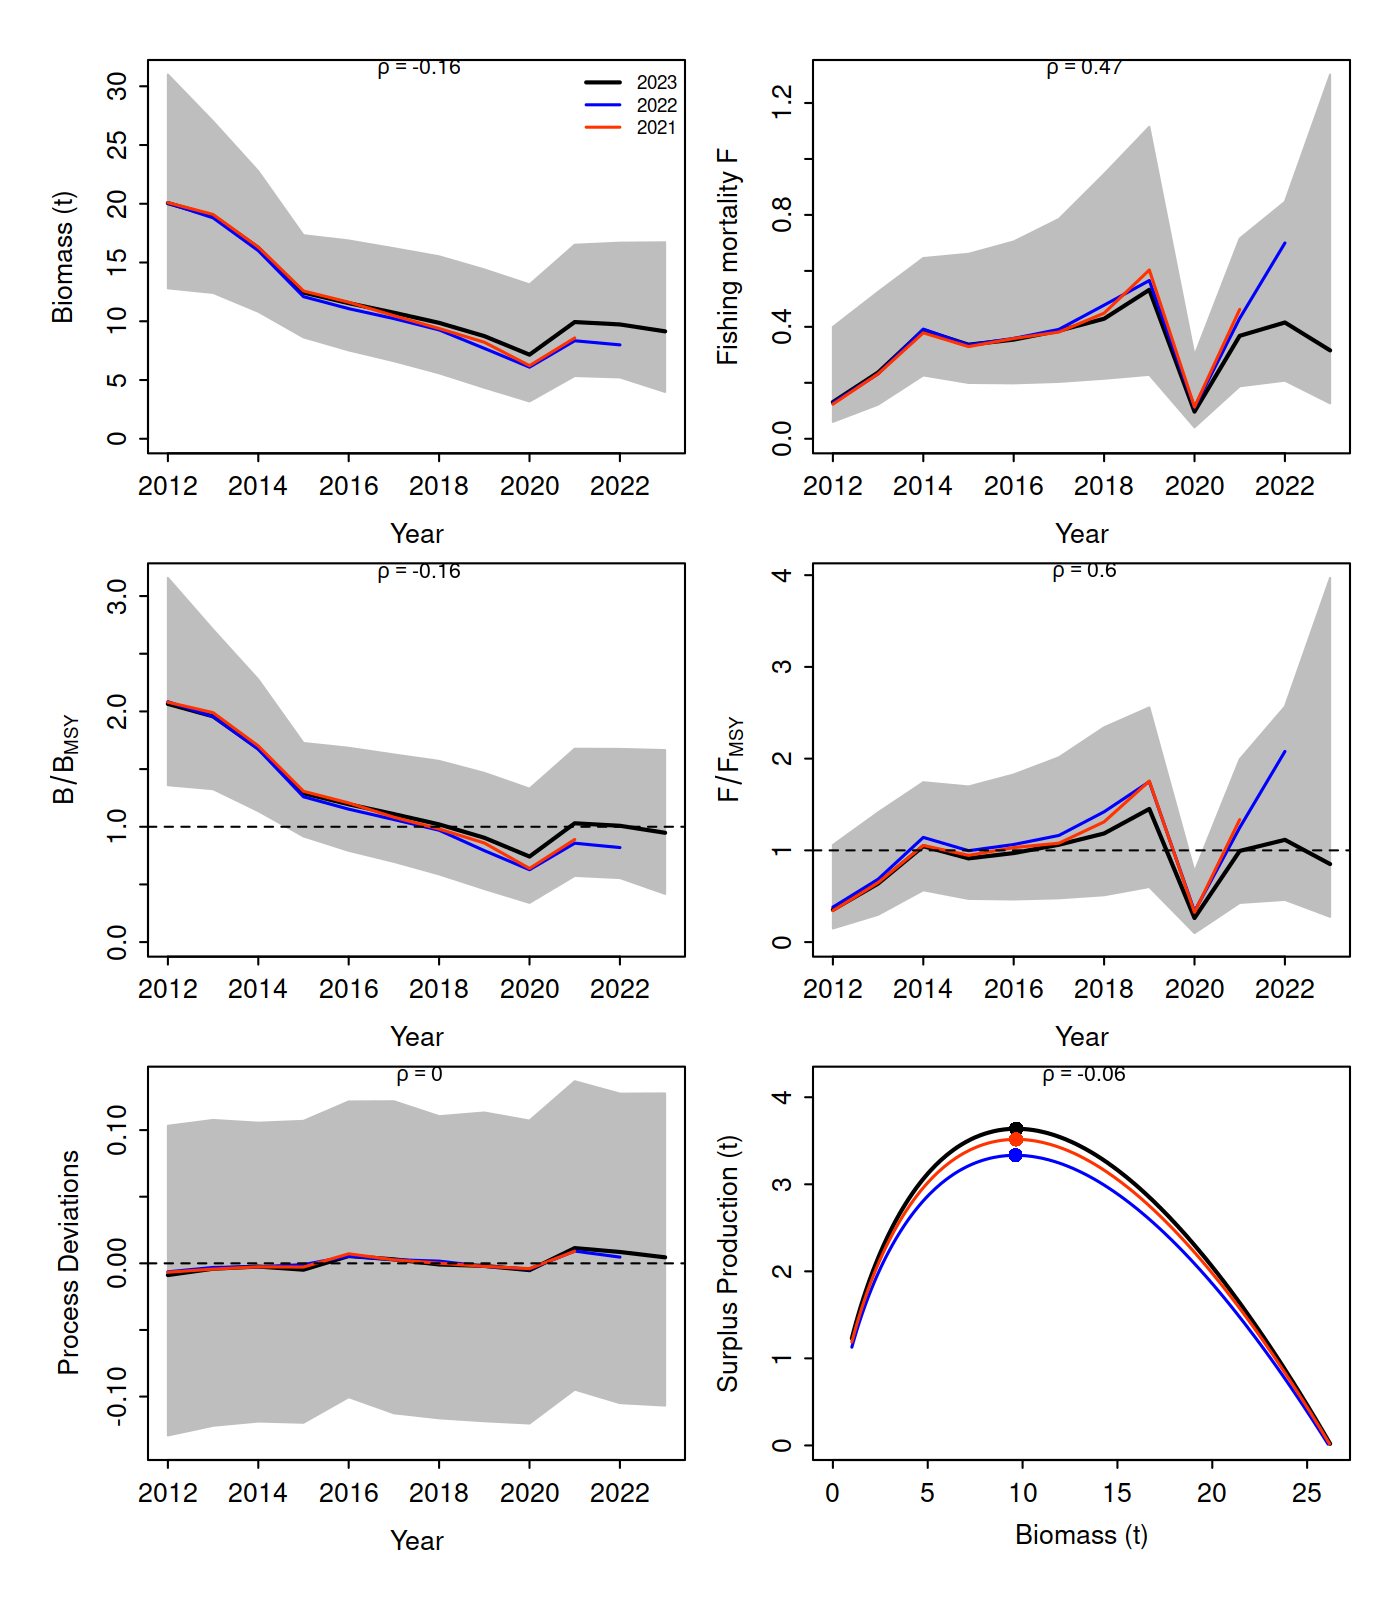 ρ = -0.16
2023
2022
2021
30
25
20
15
10
5
0
Biomass (t)
2012 2014 2016 2018 2020 2022
Year
ρ = 0.47
1.2
0.8
0.4
0.0
Fishing mortality F
2012 2014 2016 2018 2020 2022
Year
ρ = -0.16
3.0
2.0
1.0
0.0
B/BMSY
2012 2014 2016 2018 2020 2022
Year
ρ = 0.6
4
3
2
1
0
F/FMSY
2012 2014 2016 2018 2020 2022
Year
ρ = 0
0.10
0.00
-0.10
Process Deviations
2012 2014 2016 2018 2020 2022
Year
ρ = -0.06
4
3
2
1
0
Surplus Production (t)
0 5 10 15 20 25
Biomass (t)